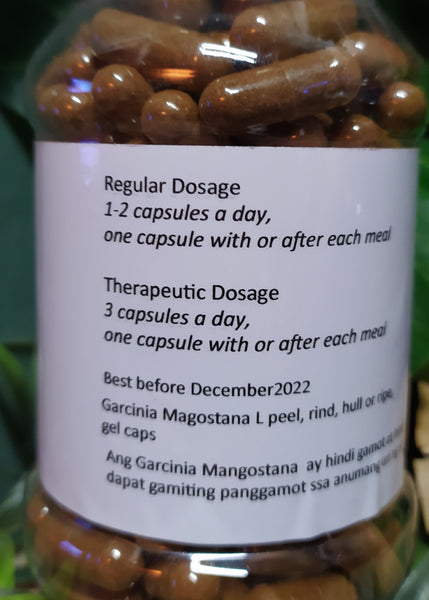 Regular Dosage
1-2 capsules a day,
one capsule with or after each meal
Therapeutic Dosage
3 capsules a day,
one capsule with or after each meal
Best before December2022
Garcinia Magostana L peel, rind, hull or ripe,
gel caps
Ang Garcinia Mangostana ay hindi gamot
dapat gamiting panggamot ssa anumang